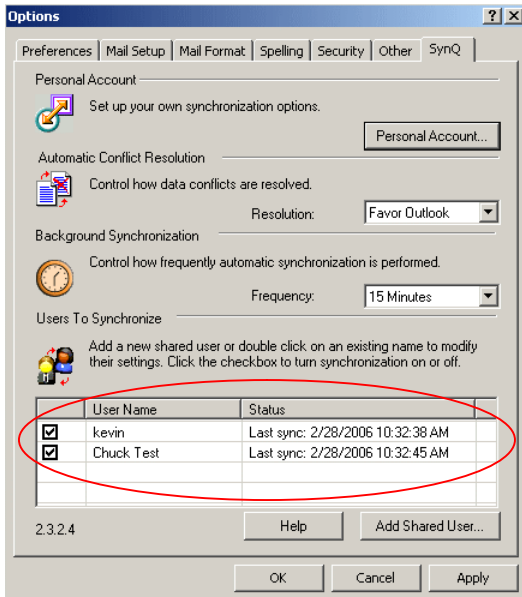 Options
Preferences Mail Setup Mail Format Spelling Security Other SynQ
Personal Account
Set up your own synchronization options.
Personal Account...
Automatic Conflict Resolution
Control how data conflicts are resolved.
Resolution: Favor Outlook
Background Synchronization
Control how frequently automatic synchronization is performed.
Frequency: 15 Minutes
Users To Synchronize
Add a new shared user or double click on an existing name to modify
their settings. Click the checkbox to turn synchronization on or off.
User Name Status
kevin Last sync: 2/28/2006 10:32:38 AM
Chuck Test Last sync: 2/28/2006 10:32:45 AM
2.3.2.4 Help Add Shared User...
OK Cancel Apply